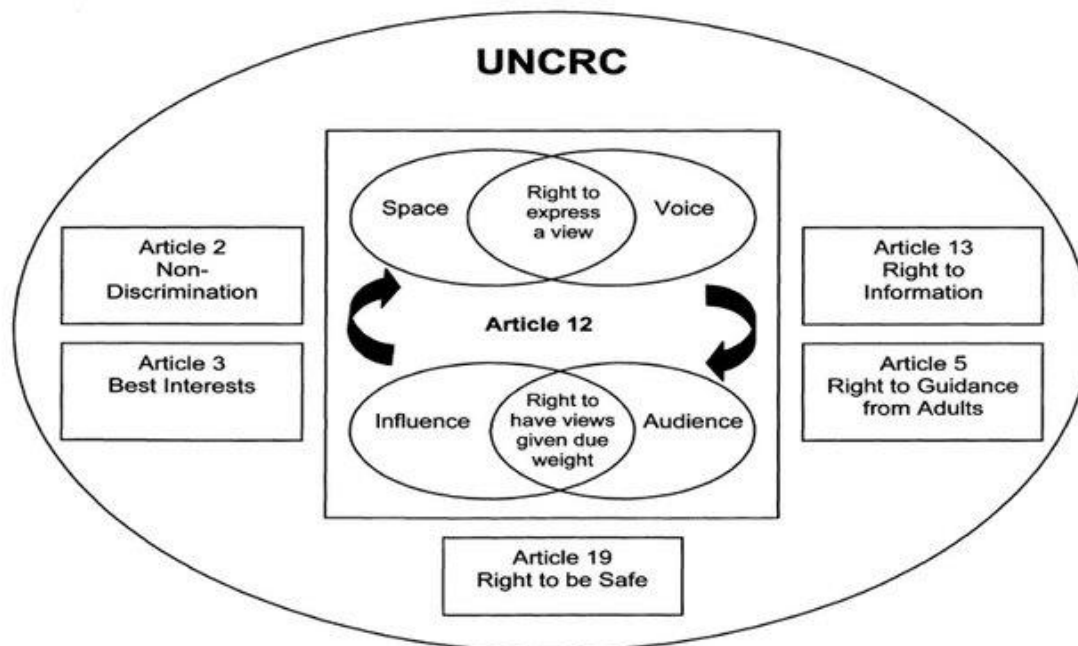 UNCRC
Space
Right to
express
a view
Voice
Article 2
Non-
Discrimination
Article 13
Right to
Information
Article 12
Article 3
Best Interests
Article 5
Right to Guidance
from Adults
Influence
Right to
have views
given due
weight
Audience
Article 19
Right to be Safe